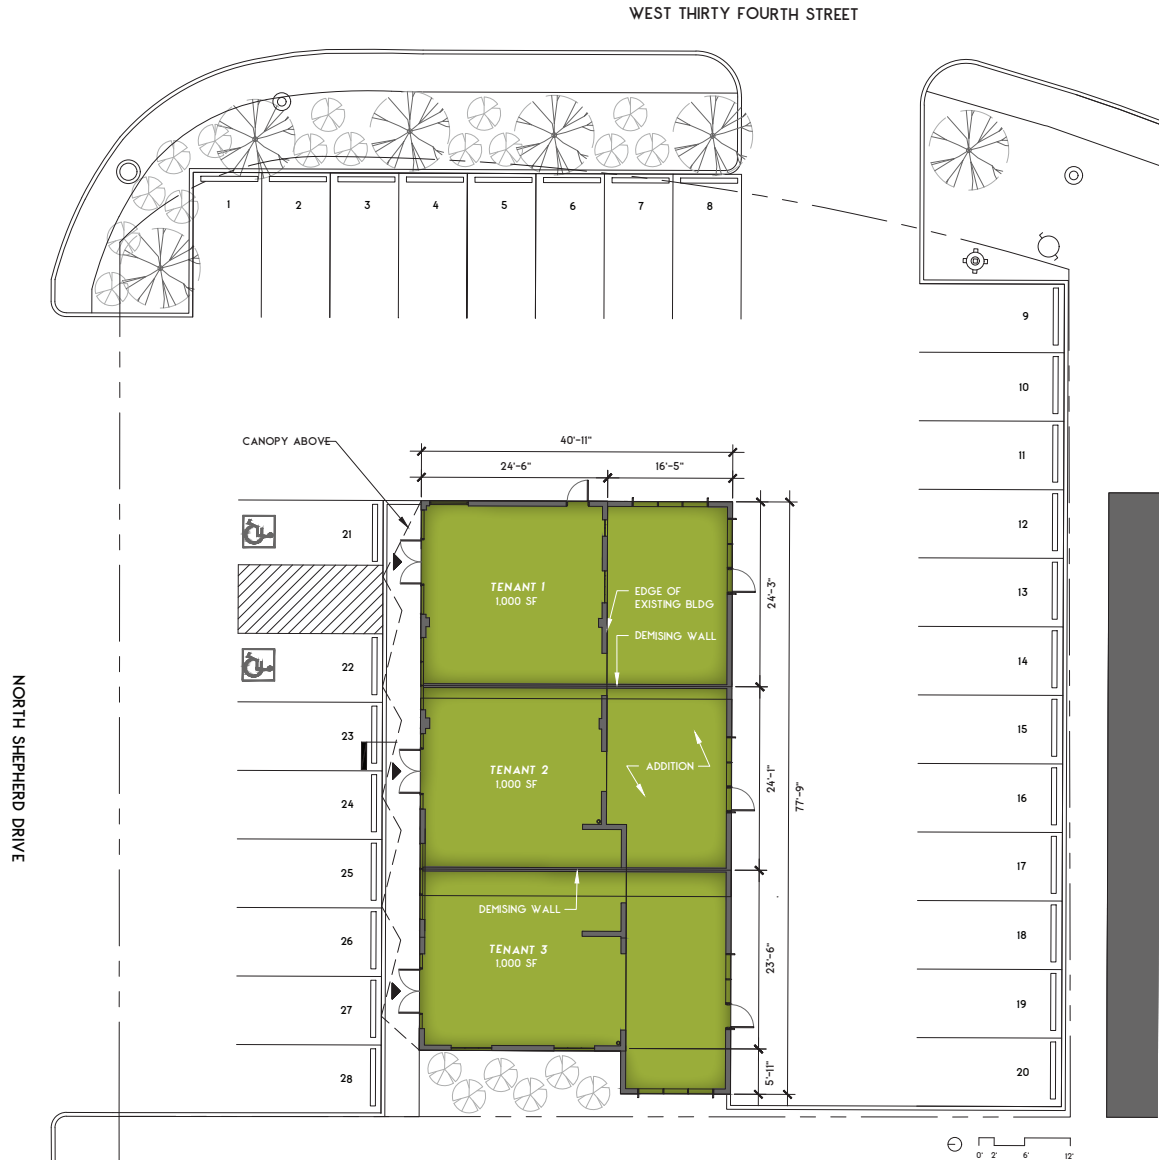 WEST THIRTY FOURTH STREET
1
2
3
4
5
6
7
8
9
10
11
12
13
14
15
16
17
18
19
20
CANOPY ABOVE
40'-11"
24'-6"
16'-5"
21
22
23
24
25
26
27
28
TENANT 1
1,000 SF
EDGE OF
EXISTING BLDG
DEMISING WALL
TENANT 2
1,000 SF
ADDITION
DEMISING WALL
TENANT 3
1,000 SF
24'-3"
24'-1"
77'-9"
23'-6"
5'-11"
NORTH SHEPHERD DRIVE
0' 2' 6' 12'